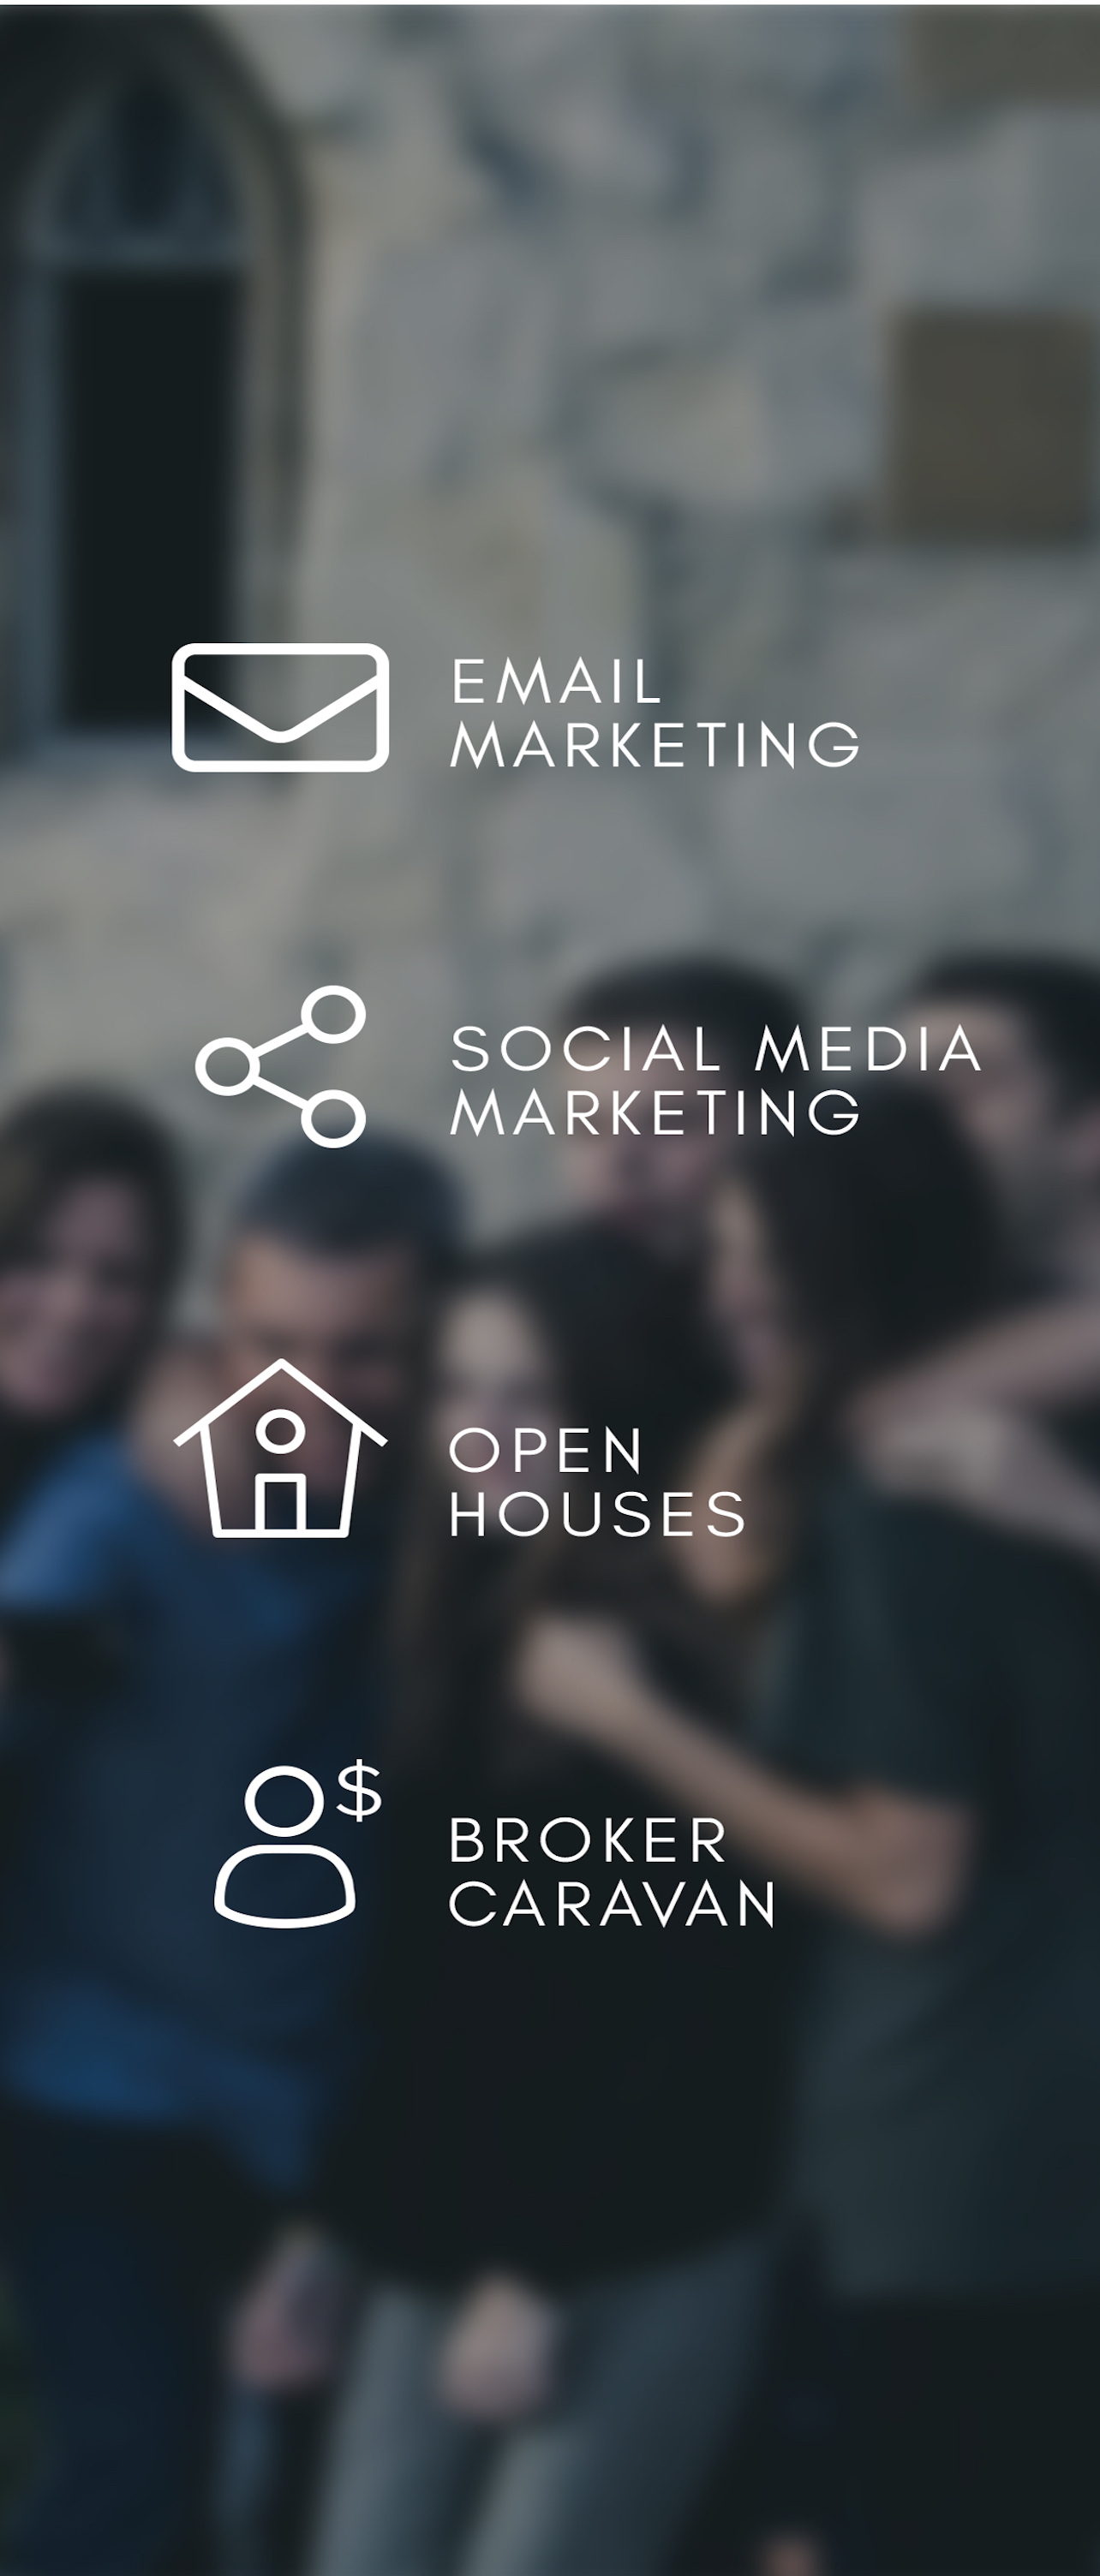 EMAIL
MARKETING
SOCIAL MEDIA
MARKETING
OPEN
HOUSES
$
BROKER
CARAVAN